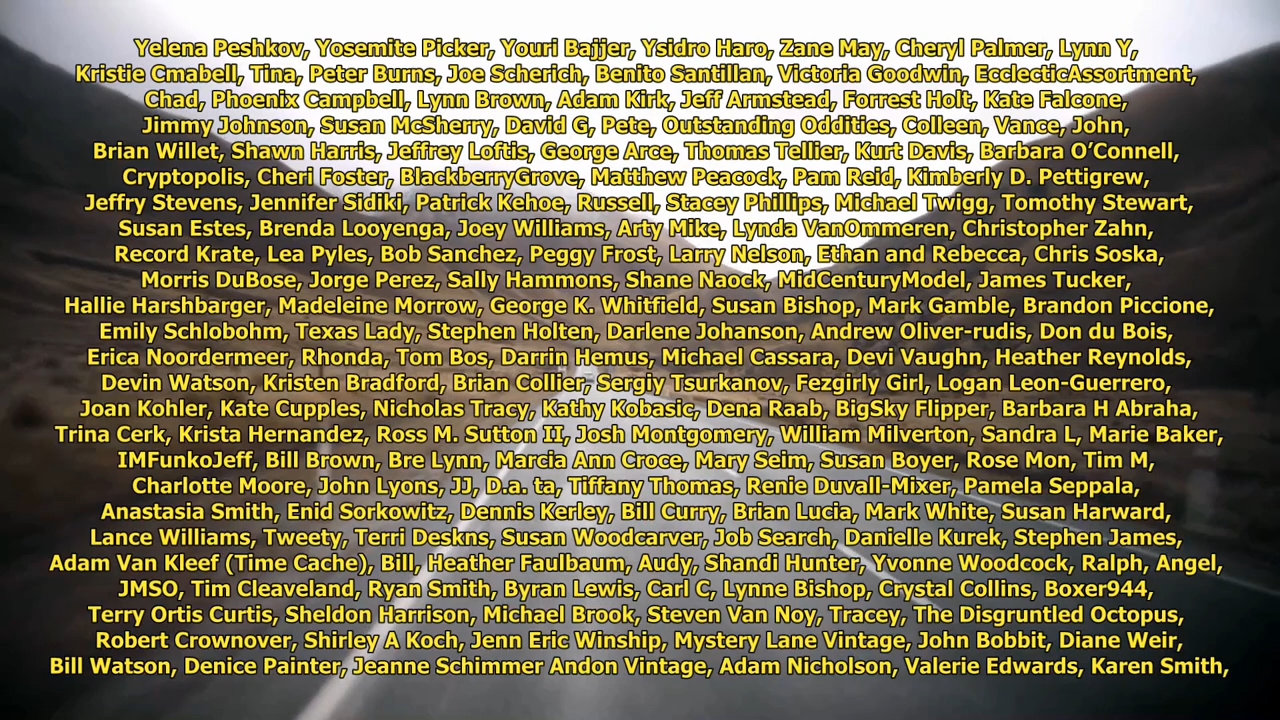 Yelena Peshkov, Yosemite Picker, Youri Bajjer, Ysidro Haro, Zane May, Cheryl Palmer, Lynn Y,
Kristie Cmabell, Tina, Peter Burns, Joe Scherich, Benito Santillan, Victoria Goodwin, EcclecticAssortment,
Chad, Phoenix Campbell, Lynn Brown, Adam Kirk, Jeff Armstead, Forrest Holt, Kate Falcone,
Jimmy Johnson, Susan McSherry, David G, Pete, Outstanding Oddities, Colleen, Vance, John,
Brian Willet, Shawn Harris, Jeffrey Loftis, George Arce, Thomas Tellier, Kurt Davis, Barbara O’Connell,
Cryptopolis, Cheri Foster, BlackberryGrove, Matthew Peacock, Pam Reid, Kimberly D. Pettigrew,
Jeffry Stevens, Jennifer Sidiki, Patrick Kehoe, Russell, Stacey Phillips, Michael Twigg, Tomothy Stewart,
Susan Estes, Brenda Looyenga, Joey Williams, Arty Mike, Lynda VanOmmeren, Christopher Zahn,
Record Krate, Lea Pyles, Bob Sanchez, Peggy Frost, Larry Nelson, Ethan and Rebecca, Chris Soska,
Morris DuBose, Jorge Perez, Sally Hammons, Shane Naock, MidCenturyModel, James Tucker,
Hallie Harshbarger, Madeleine Morrow, George K. Whitfield, Susan Bishop, Mark Gamble, Brandon Piccione,
Emily Schlobohm, Texas Lady, Stephen Holten, Darlene Johanson, Andrew Oliver-rudis, Don du Bois,
Erica Noordermeer, Rhonda, Tom Bos, Darrin Hemus, Michael Cassara, Devi Vaughn, Heather Reynolds,
Devin Watson, Kristen Bradford, Brian Collier, Sergiy Tsurkanov, Fezgirly Girl, Logan Leon-Guerrero,
Joan Kohler, Kate Cupples, Nicholas Tracy, Kathy Kobasic, Dena Raab, BigSky Flipper, Barbara H Abraha,
Trina Cerk, Krista Hernandez, Ross M. Sutton II, Josh Montgomery, William Milverton, Sandra L, Marie Baker,
IMFunkoJeff, Bill Brown, Bre Lynn, Marcia Ann Croce, Mary Seim, Susan Boyer, Rose Mon, Tim M,
Charlotte Moore, John Lyons, JJ, D.a. ta, Tiffany Thomas, Renie Duvall-Mixer, Pamela Seppala,
Anastasia Smith, Enid Sorkowitz, Dennis Kerley, Bill Curry, Brian Lucia, Mark White, Susan Harward,
Lance Williams, Tweety, Terri Deskns, Susan Woodcarver, Job Search, Danielle Kurek, Stephen James,
Adam Van Kleef (Time Cache), Bill, Heather Faulbaum, Audy, Shandi Hunter, Yvonne Woodcock, Ralph, Angel,
JMSO, Tim Cleaveland, Ryan Smith, Byran Lewis, Carl C, Lynne Bishop, Crystal Collins, Boxer944,
Terry Ortis Curtis, Sheldon Harrison, Michael Brook, Steven Van Noy, Tracey, The Disgruntled Octopus,
Robert Crownover, Shirley A Koch, Jenn Eric Winship, Mystery Lane Vintage, John Bobbit, Diane Weir,
Bill Watson, Denice Painter, Jeanne Schimmer Andon Vintage, Adam Nicholson, Valerie Edwards, Karen Smith,